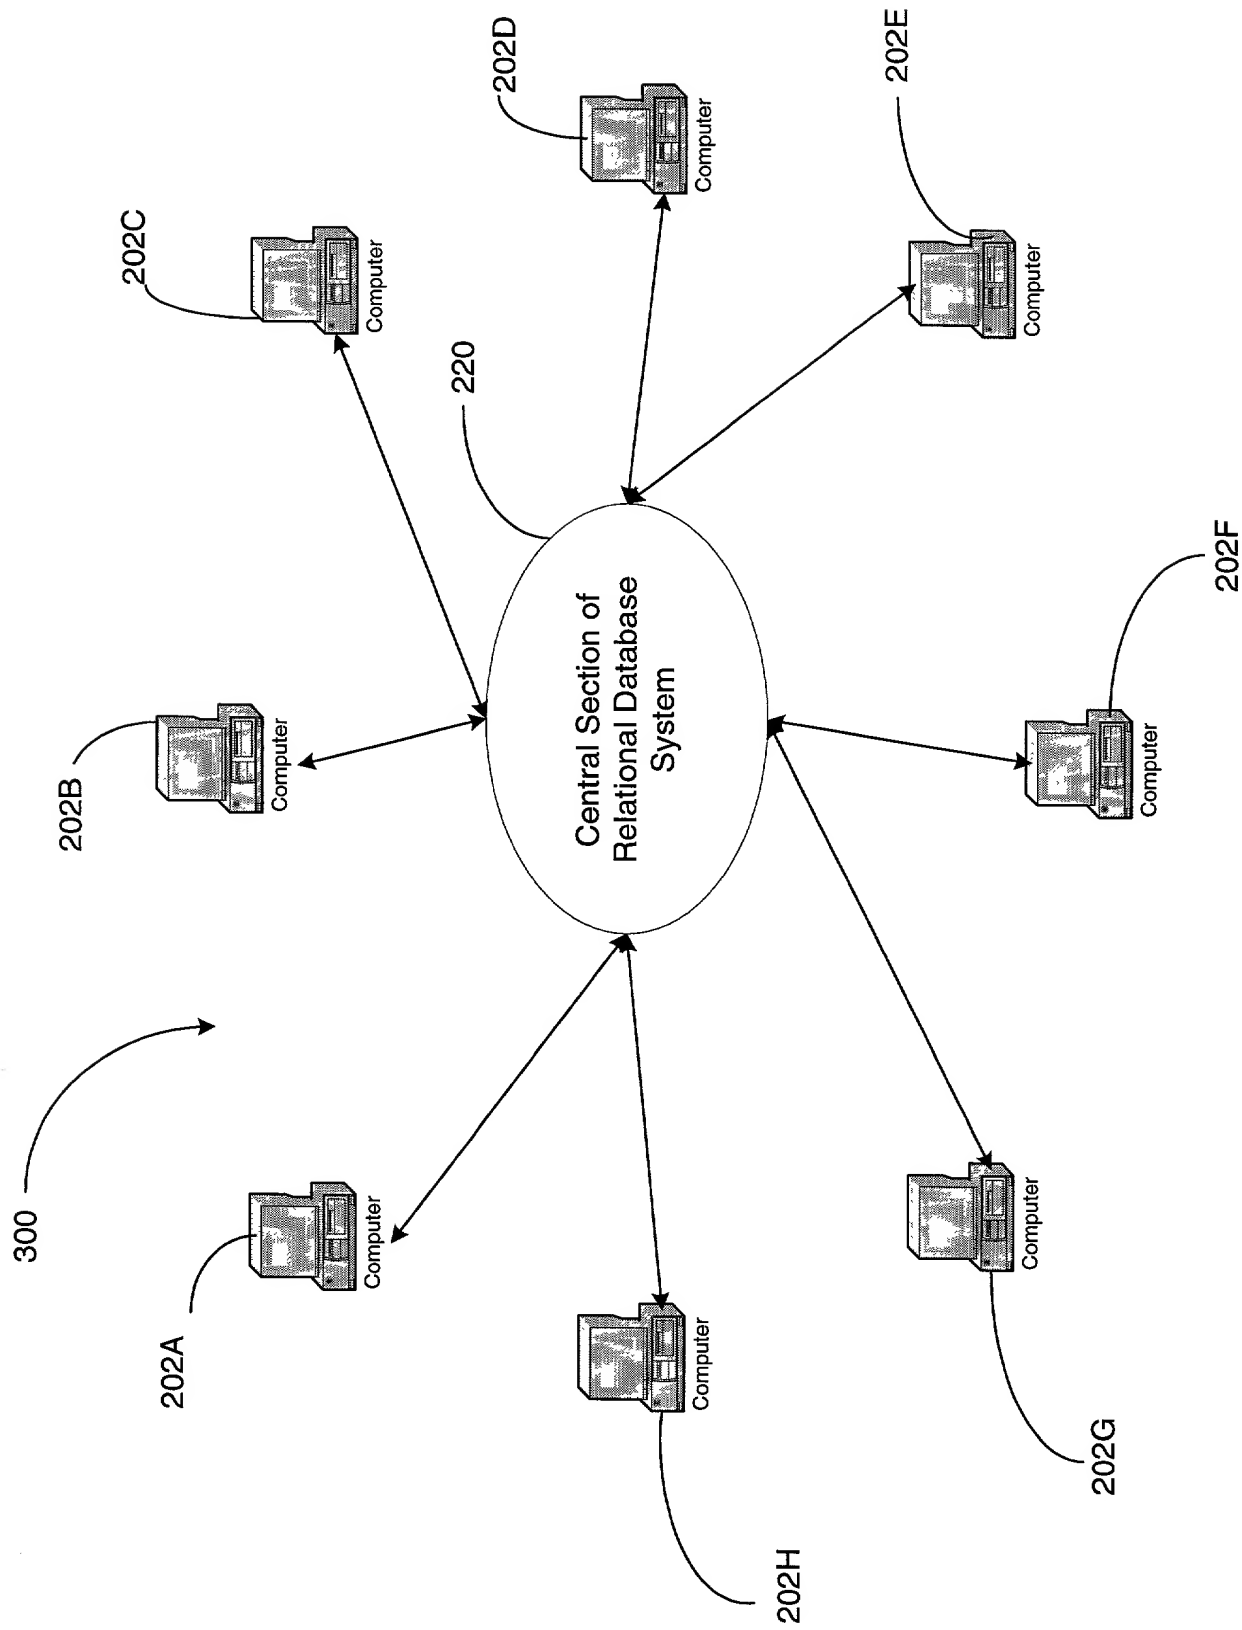 300
202A
Computer
202B
Computer
202C
Computer
220
202D
Computer
202E
Computer
Central Section of
Relational Database
System
202F
Computer
202G
Computer
202H
Computer